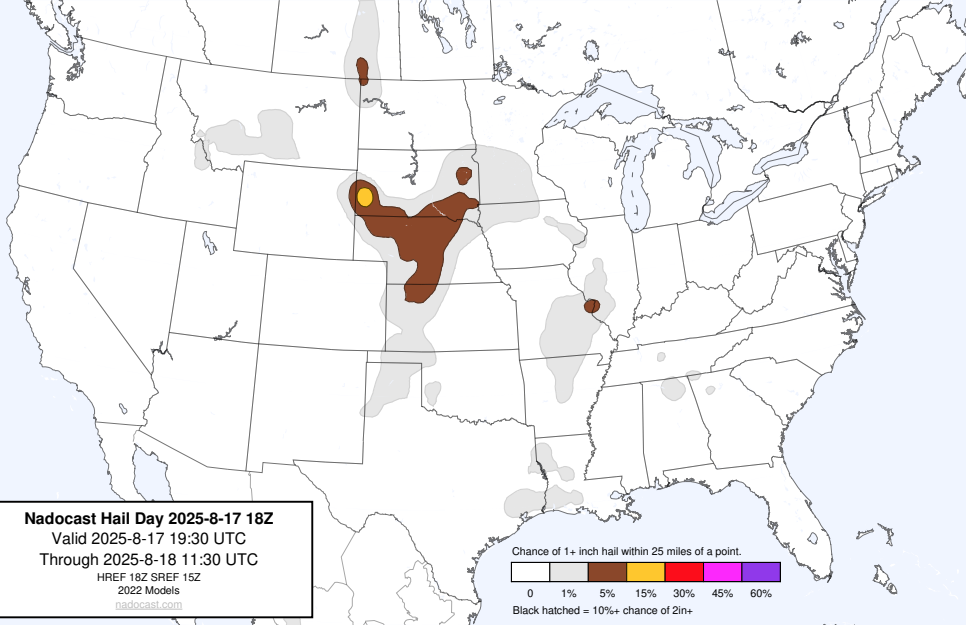 Nadocast Hail Day 2025-8-17 18Z
Valid 2025-8-17 19:30 UTC
Through 2025-8-18 11:30 UTC
HREF 18Z SREF 15Z
2022 Models
nadocast.com
Chance of 1+ inch hail within 25 miles of a point.
0 1% 5% 15% 30% 45% 60%
Black hatched = 10%+ chance of 2in+